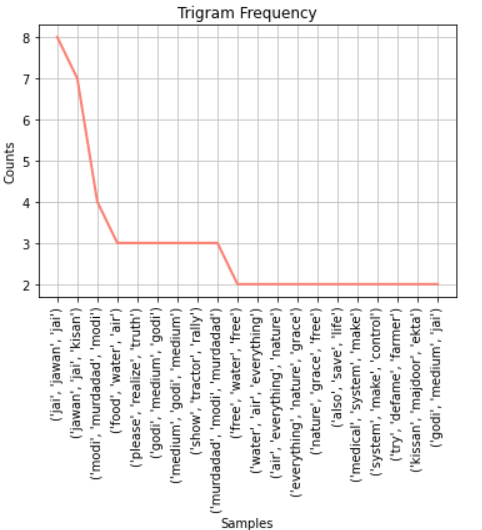 Trigram Frequency
8
7
6
5
4
3
2
Counts
('jai', 'jawan', 'jai')
('jawan', 'jai', 'kisan')
('modi', 'murdadad', 'modi')
('food', 'water', 'air')
('please', 'realize', 'truth')
('godi', 'medium', 'godi')
('medium', 'godi', 'medium')
('show', 'tractor', 'rally')
('murdadad', 'modi', 'murdadad')
('free', 'water', 'free')
('water', 'air', 'everything')
('air', 'everything', 'nature')
('everything', 'nature', 'grace')
('nature', 'grace', 'free')
('also', 'save', 'life')
('medical', 'system', 'make')
('system', 'make', 'control')
('try', 'defame', 'farmer')
('kissan', 'majdoor', 'ekta')
('godi', 'medium', 'jai')
Samples